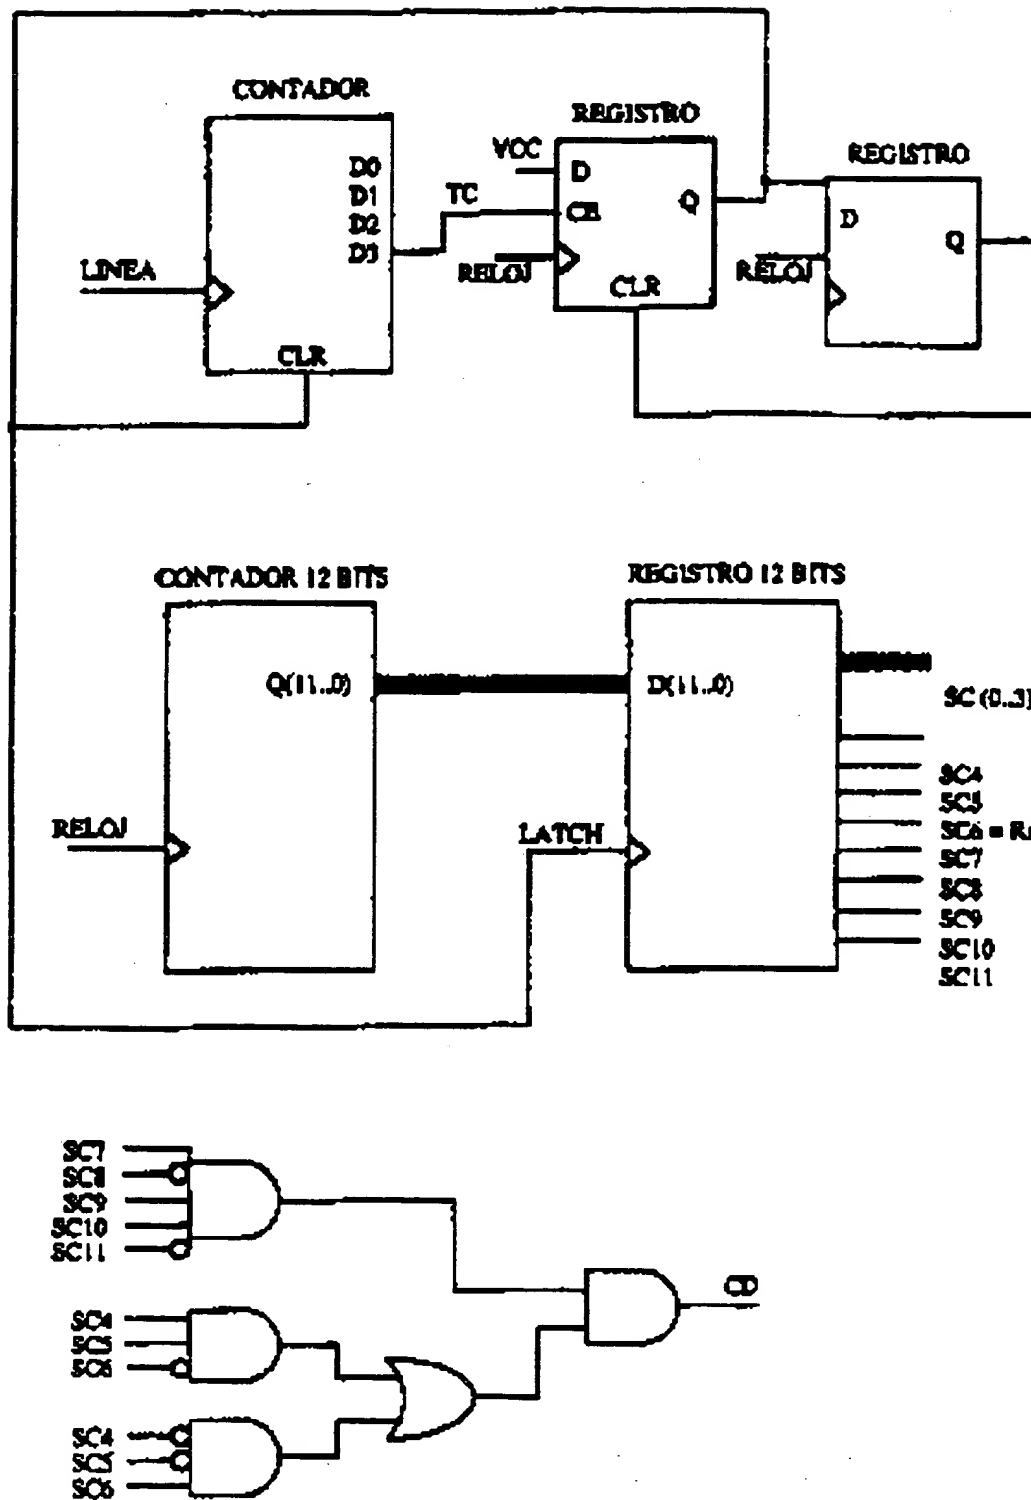 CONTADOR
D0
D1
D2
D3
LINEA
CLR
TC
REGISTRO
VCC
D
CE
Q
RELOJ
CLR
REGISTRO
D
Q
RELOJ
CONTADOR 12 BITS
Q(11..0)
RELOJ
REGISTRO 12 BITS
D(11..0)
LATCH
SC (0..3)
SC4
SC5
SC6 =
SC7
SC8
SC9
SC10
SC11
SC7
SC8
SC9
SC10
SC11
SC4
SC5
SC6
SC4
SC5
SC6
CD